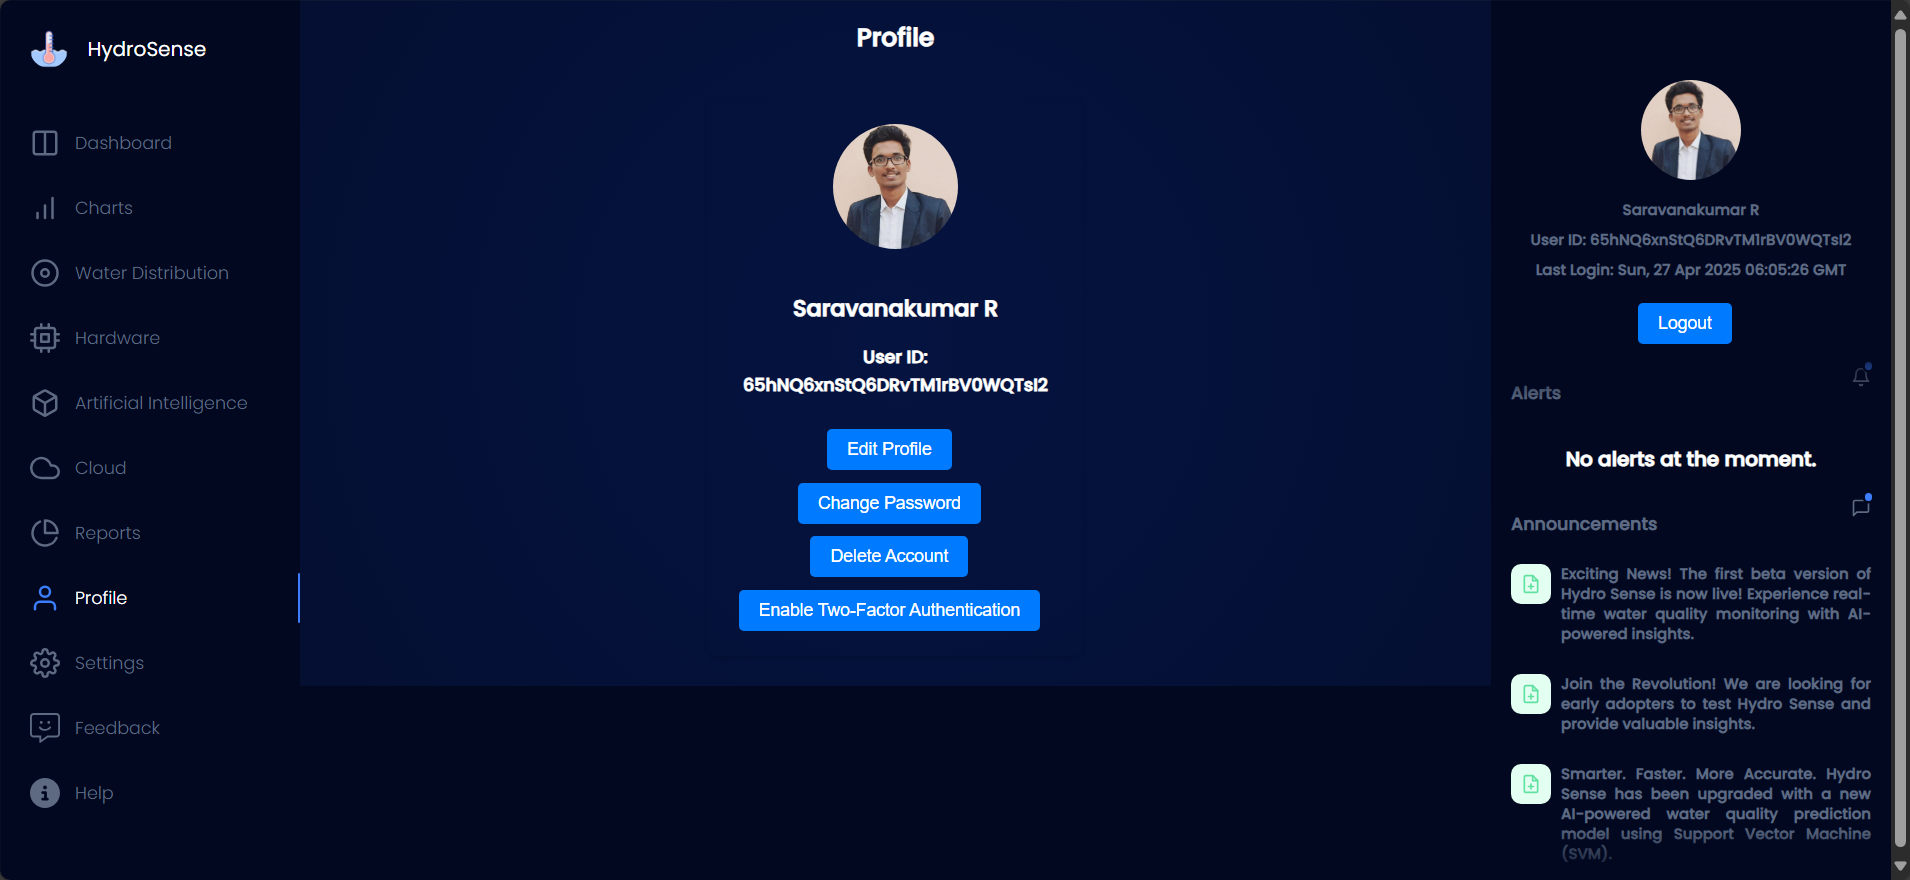 HydroSense
Dashboard
Charts
Water Distribution
Hardware
Artificial Intelligence
Cloud
Reports
Profile
Settings
Feedback
Help
Profile
Saravanakumar R
User ID:
65hNQ6xnStQ6DRvTM1rBV0WQTsI2
Edit Profile
Change Password
Delete Account
Enable Two-Factor Authentication
Saravanakumar R
User ID: 65hNQ6xnStQ6DRvTM1rBV0WQTsI2
Last Login: Sun, 27 Apr 2025 06:05:26 GMT
Logout
Alerts
No alerts at the moment.
Announcements
Exciting News! The first beta version of
Hydro Sense is now live! Experience real-
time water quality monitoring with AI-
powered insights.
Join the Revolution! We are looking for
early adopters to test Hydro Sense and
provide valuable insights.
Smarter. Faster. More Accurate. Hydro
Sense has been upgraded with a new
AI-powered water quality prediction
model using Support Vector Machine
(SVM).